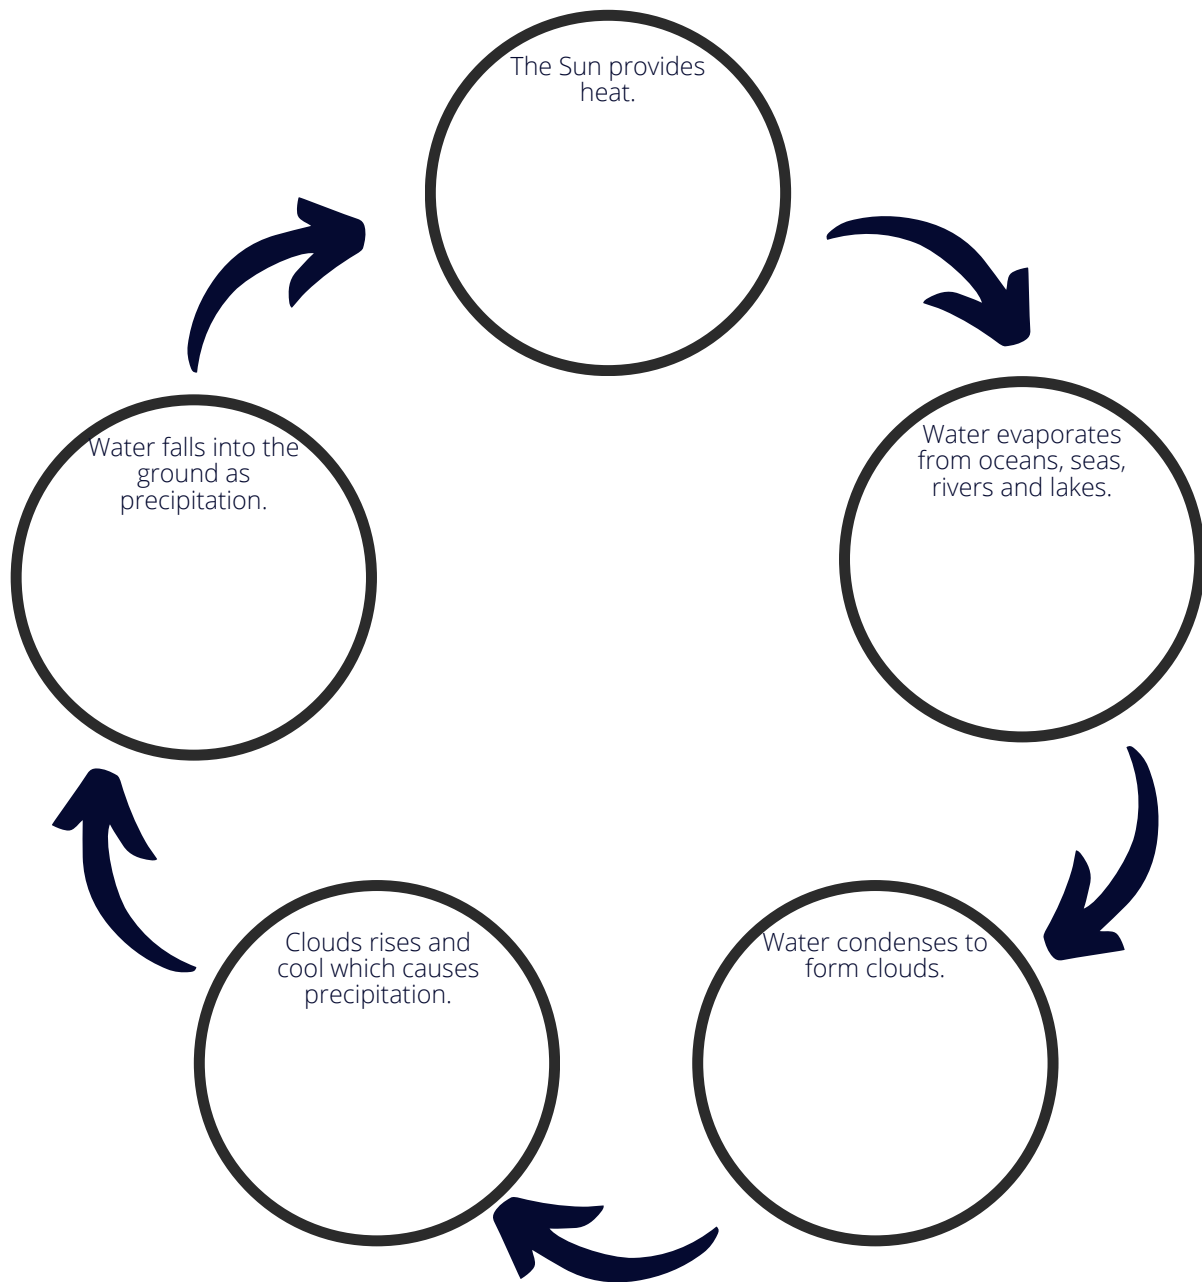 The Sun provides
heat.
Water evaporates
from oceans, seas,
rivers and lakes.
Water condenses to
form clouds.
Clouds rises and
cool which causes
precipitation.
Water falls into the
ground as
precipitation.